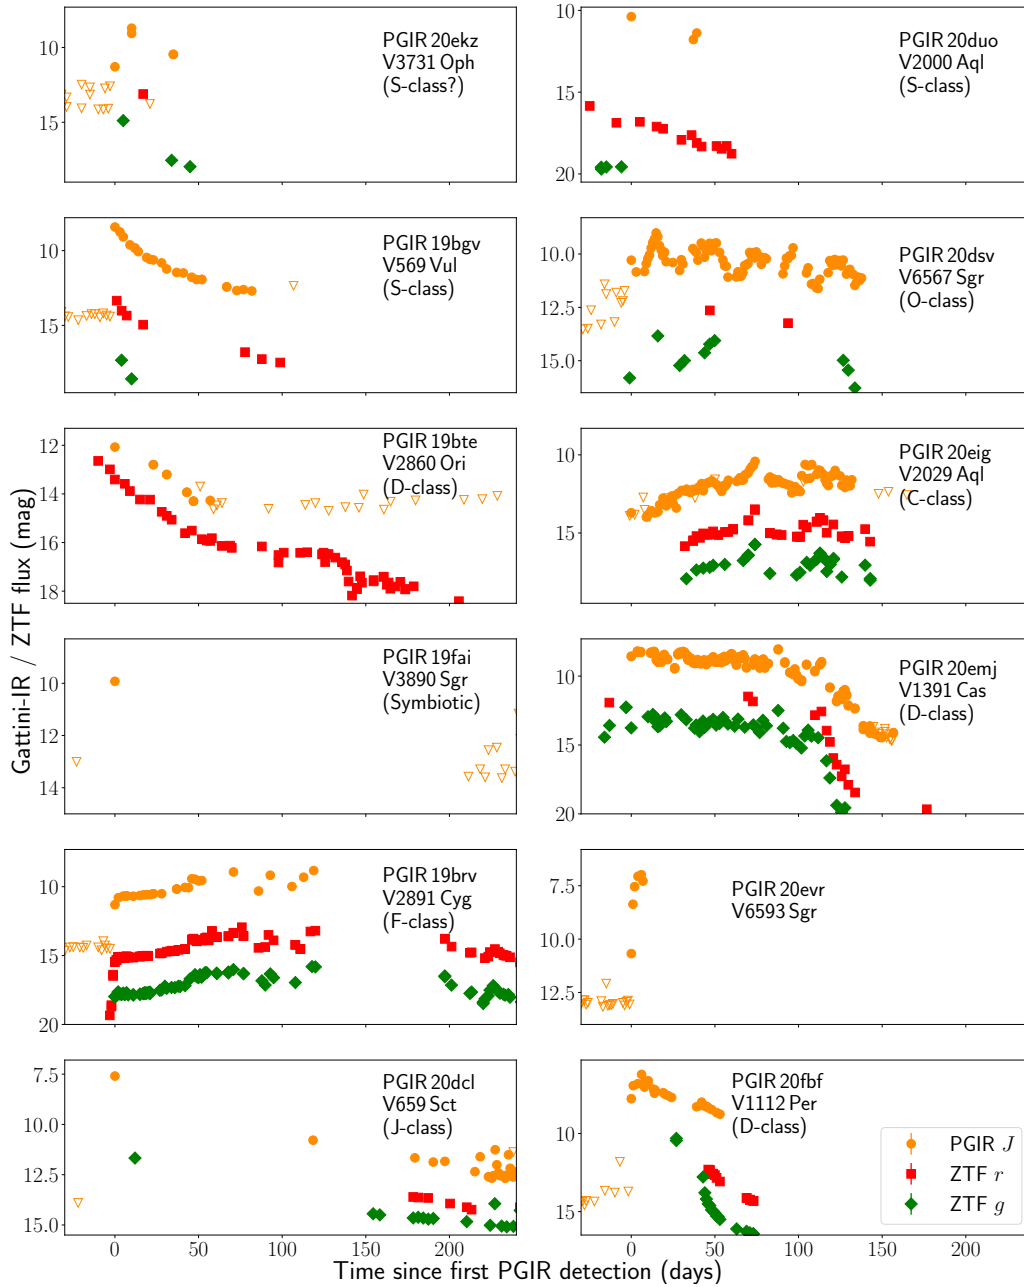 PGIR 20ekz
V3731 Oph
(S-class?)
10
15
PGIR 20duo
V2000 Aql
(S-class)
10
15
20
PGIR 19bgv
V569 Vul
(S-class)
10
15
PGIR 20dsv
V6567 Sgr
(O-class)
10.0
12.5
15.0
PGIR 19bte
V2860 Ori
(D-class)
12
14
16
18
PGIR 20eig
V2029 Aql
(C-class)
10
15
PGIR 19fai
V3890 Sgr
(Symbiotic)
10
12
14
PGIR 20emj
V1391 Cas
(D-class)
10
15
20
PGIR 19brv
V2891 Cyg
(F-class)
10
15
20
PGIR 20evr
V6593 Sgr
7.5
10.0
12.5
PGIR 20dcl
V659 Sct
(J-class)
7.5
10.0
12.5
15.0
0
50
100
150
200
PGIR 20fbf
V1112 Per
(D-class)
10
15
0
50
100
150
200
PGIR J
ZTF r
ZTF g
Gattini-IR / ZTF flux (mag)
Time since first PGIR detection (days)